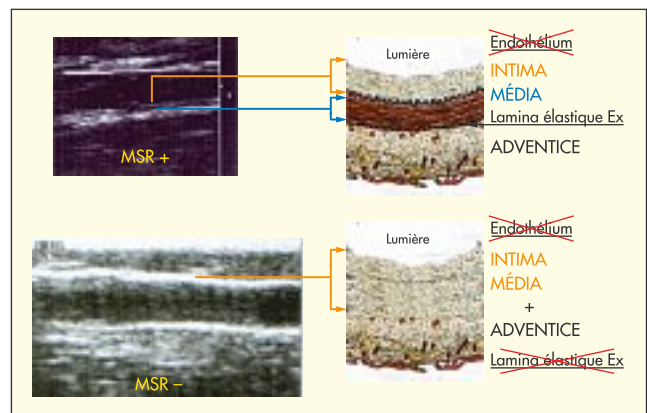 Lumière
Endothélium
INTIMA
MÉDIA
Lamina élastique Ex
ADVENTICE
MSR +
Lumière
Endothélium
INTIMA
MÉDIA
+
ADVENTICE
Lamina élastique Ex
MSR –